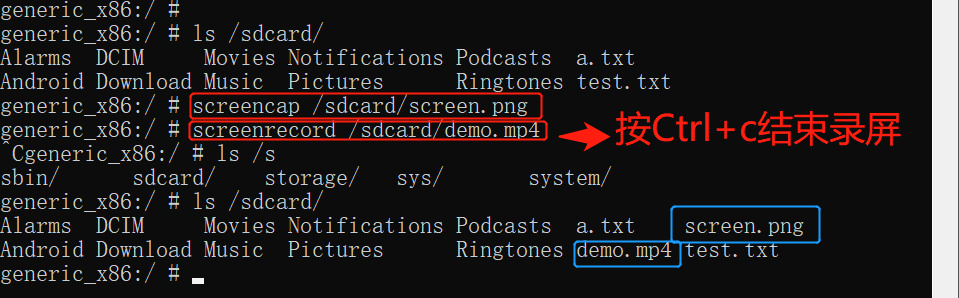 generic_x86:/ #
generic_x86:/ # ls /sdcard/
Alarms  DCIM     Movies Notifications Podcasts  a.txt
Android Download Music  Pictures      Ringtones test.txt
generic_x86:/ # screencap /sdcard/screen.png
generic_x86:/ # screenrecord /sdcard/demo.mp4 按Ctrl+c结束录屏
^Cgeneric_x86:/ # ls /s
sbin/     sdcard/    storage/   sys/       system/
generic_x86:/ # ls /sdcard/
Alarms  DCIM     Movies Notifications Podcasts  a.txt    screen.png
Android Download Music  Pictures      Ringtones demo.mp4 test.txt
generic_x86:/ #